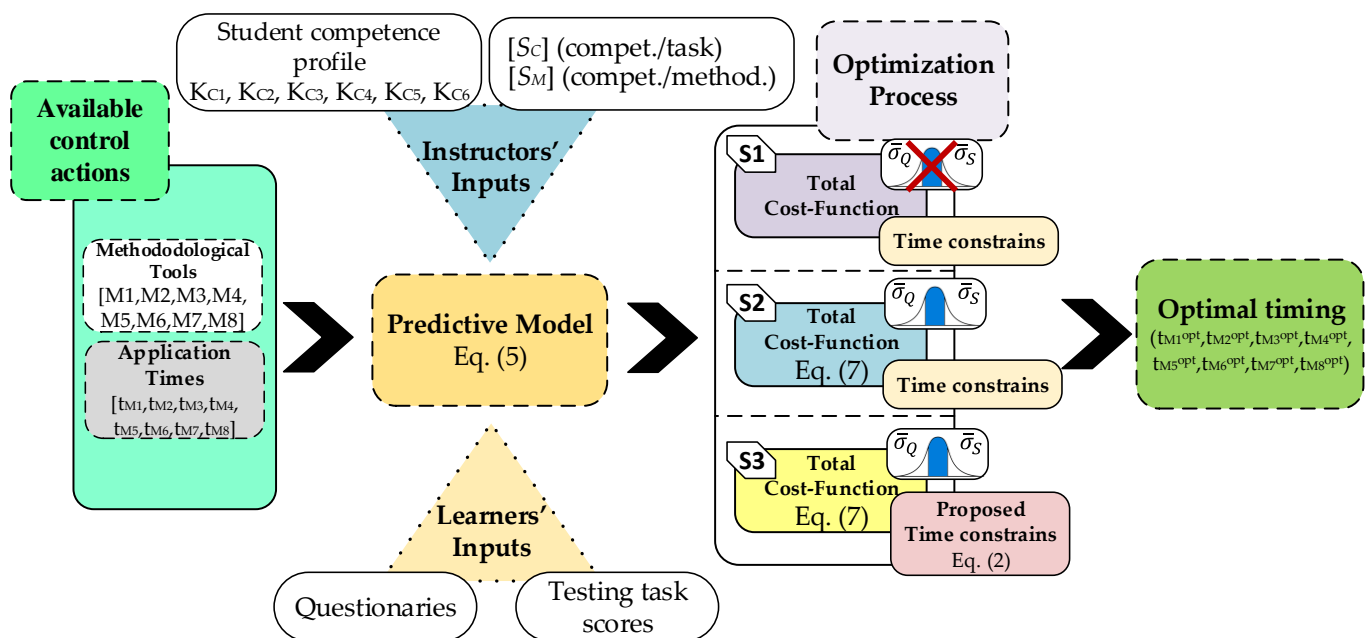 Available
control
actions
Methododological
Tools
[M1,M2,M3,M4,
M5,M6,M7,M8]
Application
Times
[tM1,tM2,tM3,tM4,
tM5,tM6,tM7,tM8]
Student competence
profile
KC1, KC2, KC3, KC4, KC5, KC6
[SC] (compet./task)
[SM] (compet./method.)
Instructors'
Inputs
Predictive Model
Eq. (5)
Learners'
Inputs
Questionaries
Testing task
scores
Optimization
Process
S1
σ̅Q σ̅S
Total
Cost-Function
Time constrains
S2
σ̅Q σ̅S
Total
Cost-Function
Eq. (7)
Time constrains
S3
σ̅Q σ̅S
Total
Cost-Function
Eq. (7)
Proposed
Time constrains
Eq. (2)
Optimal timing
(tM1opt,tM2opt,tM3opt,tM4opt,
tM5opt,tM6opt,tM7opt,tM8opt)